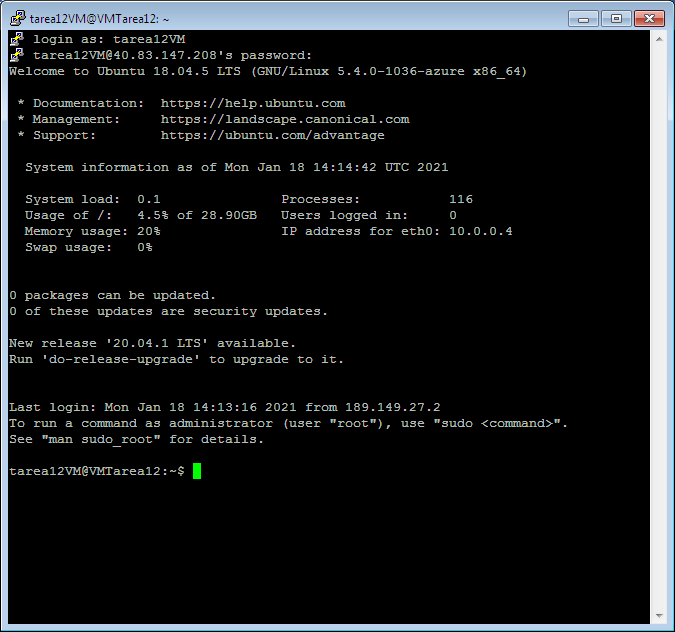 tarea12VM@VMTarea12: ~
login as: tarea12VM
tarea12VM@40.83.147.208's password:
Welcome to Ubuntu 18.04.5 LTS (GNU/Linux 5.4.0-1036-azure x86_64)
* Documentation:  https://help.ubuntu.com
* Management:     https://landscape.canonical.com
* Support:        https://ubuntu.com/advantage
System information as of Mon Jan 18 14:14:42 UTC 2021
System load:  0.1               Processes:           116
Usage of /:   4.5% of 28.90GB   Users logged in:     0
Memory usage: 20%               IP address for eth0: 10.0.0.4
Swap usage:   0%
0 packages can be updated.
0 of these updates are security updates.
New release '20.04.1 LTS' available.
Run 'do-release-upgrade' to upgrade to it.
Last login: Mon Jan 18 14:13:16 2021 from 189.149.27.2
To run a command as administrator (user "root"), use "sudo <command>".
See "man sudo_root" for details.
tarea12VM@VMTarea12:~$